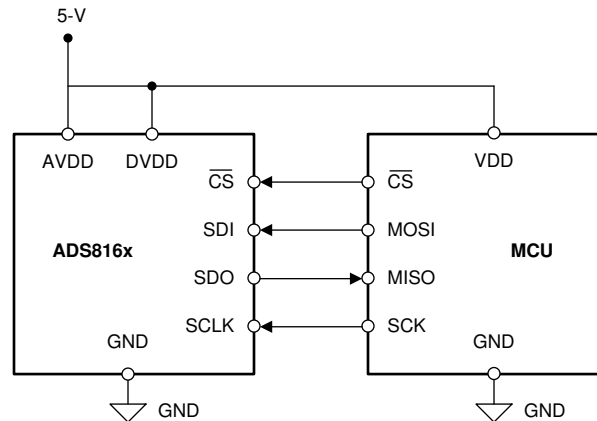 5-V
AVDD DVDD VDD
CS CS
SDI MOSI
ADS816x MCU
SDO MISO
SCLK SCK
GND GND
GND GND